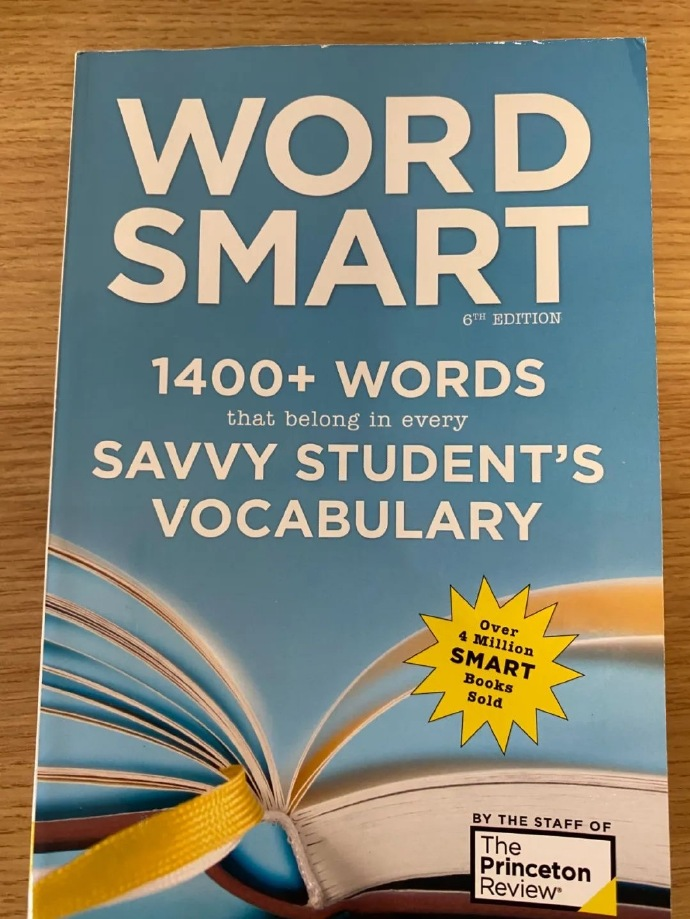 WORD
SMART
6TH EDITION
1400+ WORDS
that belong in every
SAVVY STUDENT'S
VOCABULARY
Over
4 Million
SMART
Books
Sold
BY THE STAFF OF
The
Princeton
Review®